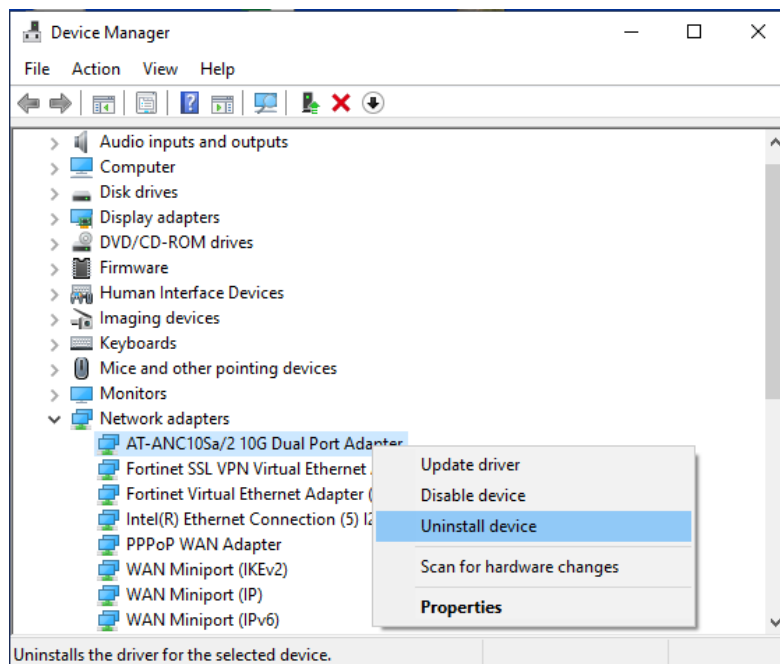 Device Manager
File Action View Help
Audio inputs and outputs
Computer
Disk drives
Display adapters
DVD/CD-ROM drives
Firmware
Human Interface Devices
Imaging devices
Keyboards
Mice and other pointing devices
Monitors
Network adapters
AT-ANC10Sa/2 10G Dual Port Adapter
Fortinet SSL VPN Virtual Ethernet
Fortinet Virtual Ethernet Adapter (
Intel(R) Ethernet Connection (5) I2
PPPoP WAN Adapter
WAN Miniport (IKEv2)
WAN Miniport (IP)
WAN Miniport (IPv6)
Update driver
Disable device
Uninstall device
Scan for hardware changes
Properties
Uninstalls the driver for the selected device.